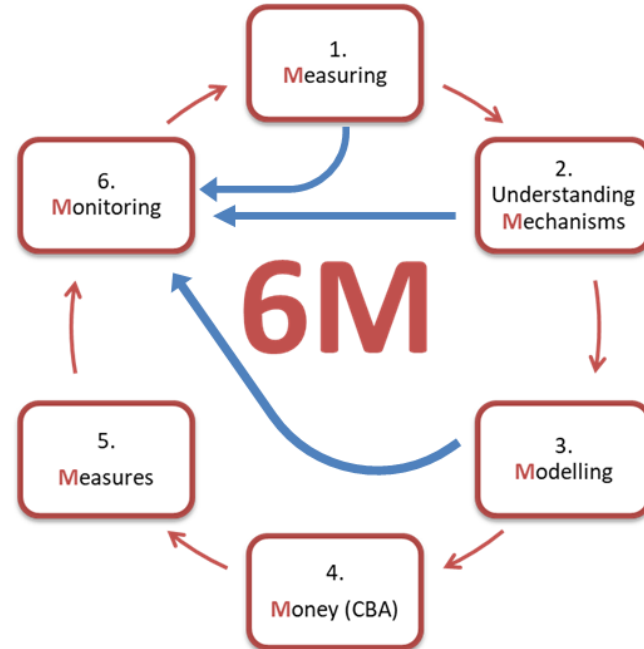 1.
Measuring
2.
Understanding
Mechanisms
3.
Modelling
4.
Money (CBA)
5.
Measures
6.
Monitoring
6M